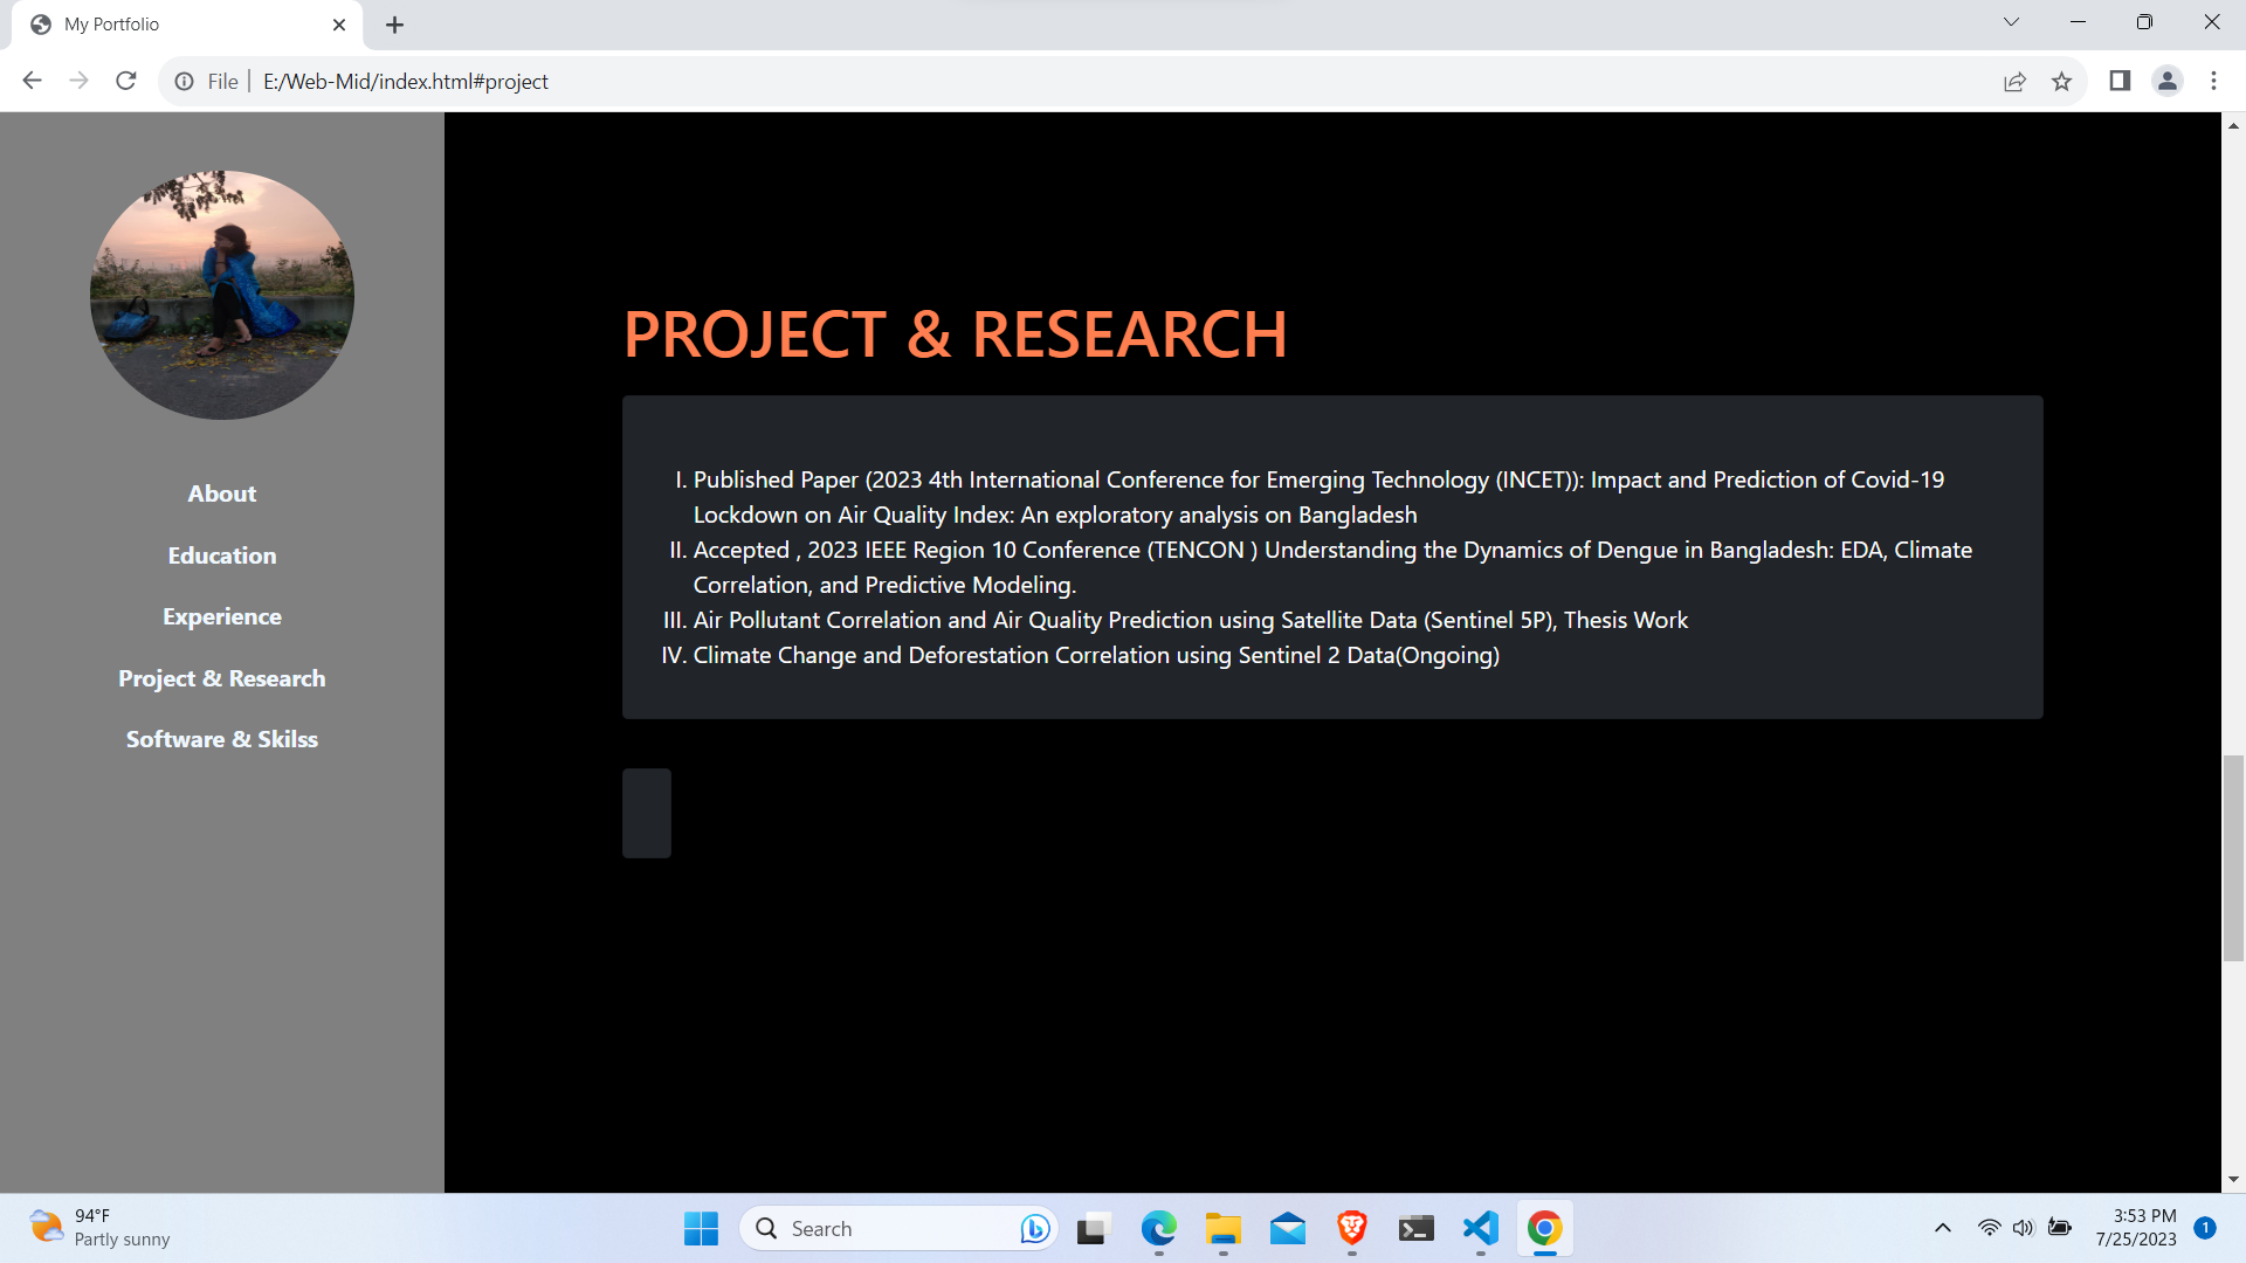 My Portfolio
File | E:/Web-Mid/index.html#project
About
Education
Experience
Project & Research
Software & Skilss
PROJECT & RESEARCH
I. Published Paper (2023 4th International Conference for Emerging Technology (INCET)): Impact and Prediction of Covid-19
Lockdown on Air Quality Index: An exploratory analysis on Bangladesh
II. Accepted , 2023 IEEE Region 10 Conference (TENCON ) Understanding the Dynamics of Dengue in Bangladesh: EDA, Climate
Correlation, and Predictive Modeling.
III. Air Pollutant Correlation and Air Quality Prediction using Satellite Data (Sentinel 5P), Thesis Work
IV. Climate Change and Deforestation Correlation using Sentinel 2 Data(Ongoing)
94°F
Partly sunny
Search
3:53 PM
7/25/2023
1